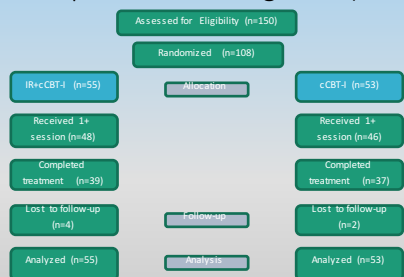 Assessed for Eligibility (n=150)
Randomized (n=108)
IR+cCBT-I (n=55)
Allocation
cCBT-I (n=53)
Received 1+
session(n=48)
Received 1+
session (n=46)
Completed
treatment (n=39)
Completed
treatment (n=37)
Lost to follow-up
(n=4)
Follow-up
Lost to follow-up
(n=2)
Analyzed (n=55)
Analysis
Analyzed (n=53)